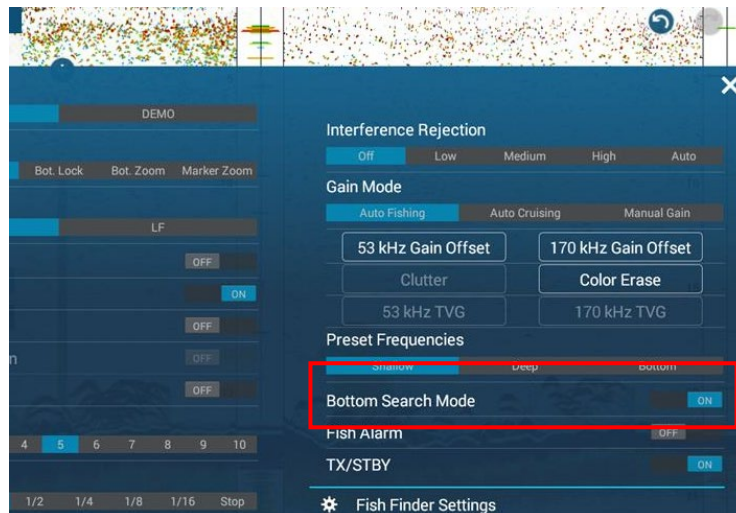 DEMO
Bot. Lock Bot. Zoom Marker Zoom
LF
OFF
ON
OFF
n OFF
OFF
4 5 6 7 8 9 10
1/2 1/4 1/8 1/16 Stop
Interference Rejection
Off Low Medium High Auto
Gain Mode
Auto Fishing Auto Cruising Manual Gain
53 kHz Gain Offset 170 kHz Gain Offset
Clutter Color Erase
53 kHz TVG 170 kHz TVG
Preset Frequencies
Shallow Deep Bottom
Bottom Search Mode ON
Fish Alarm OFF
TX/STBY ON
Fish Finder Settings